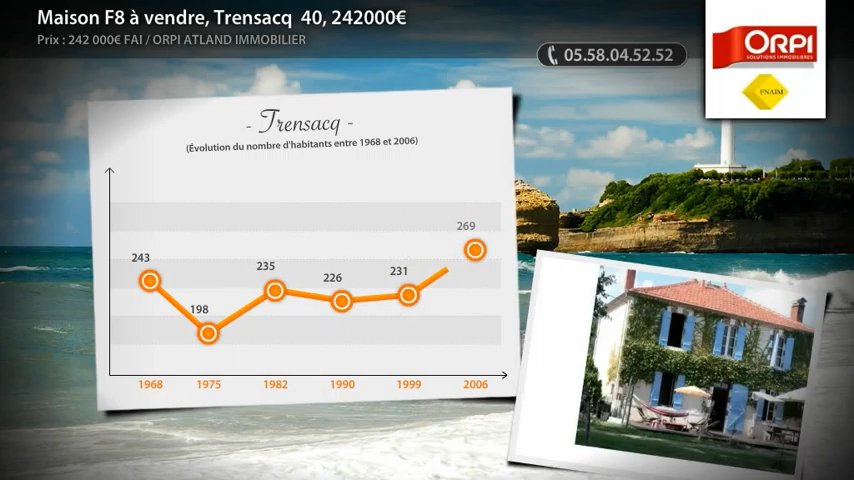 Maison F8 à vendre, Trensacq 40, 242000€
Prix : 242 000€ FAI / ORPI ATLAND IMMOBILIER
05.58.04.52.52
ORPI
SOLUTIONS IMMOBILIÈRES
FNAIM
- Trensacq -
(Évolution du nombre d'habitants entre 1968 et 2006)
243
198
235
226
231
269
1968 1975 1982 1990 1999 2006